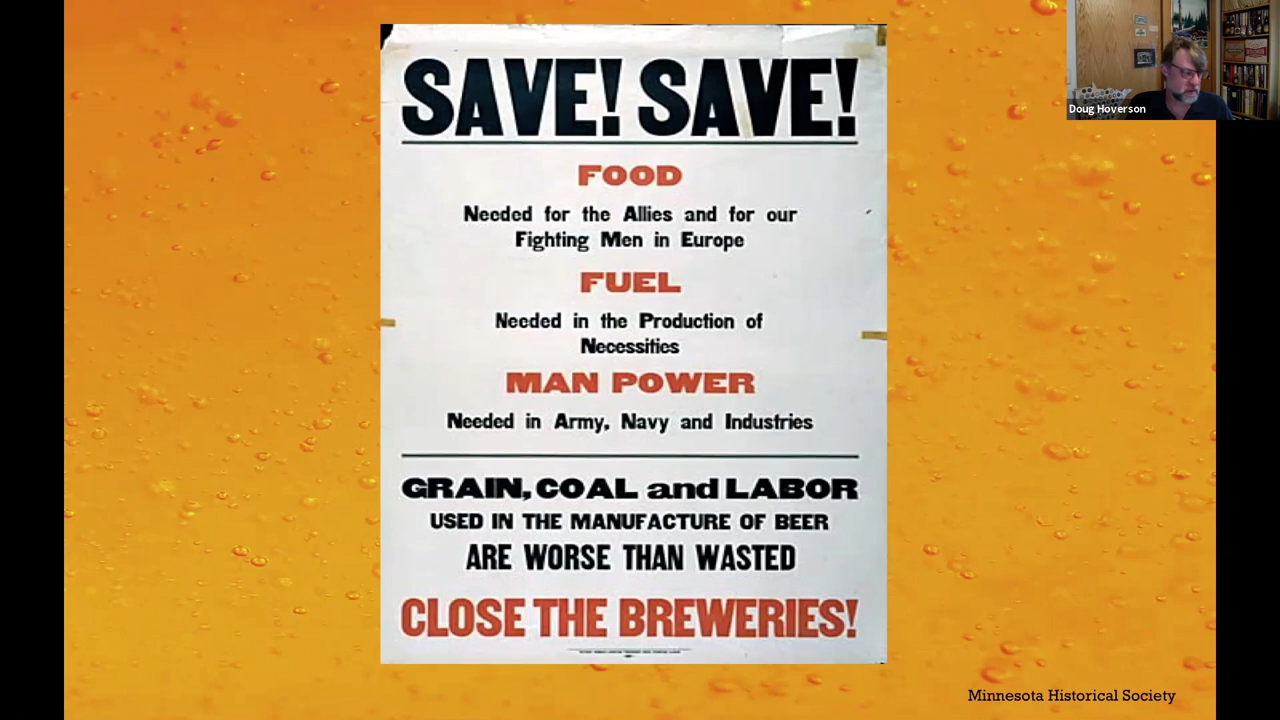 SAVE! SAVE!
FOOD
Needed for the Allies and for our
Fighting Men in Europe
FUEL
Needed in the Production of
Necessities
MAN POWER
Needed in Army, Navy and Industries
GRAIN, COAL and LABOR
USED IN THE MANUFACTURE OF BEER
ARE WORSE THAN WASTED
CLOSE THE BREWERIES!
Doug Hoverson
Minnesota Historical Society